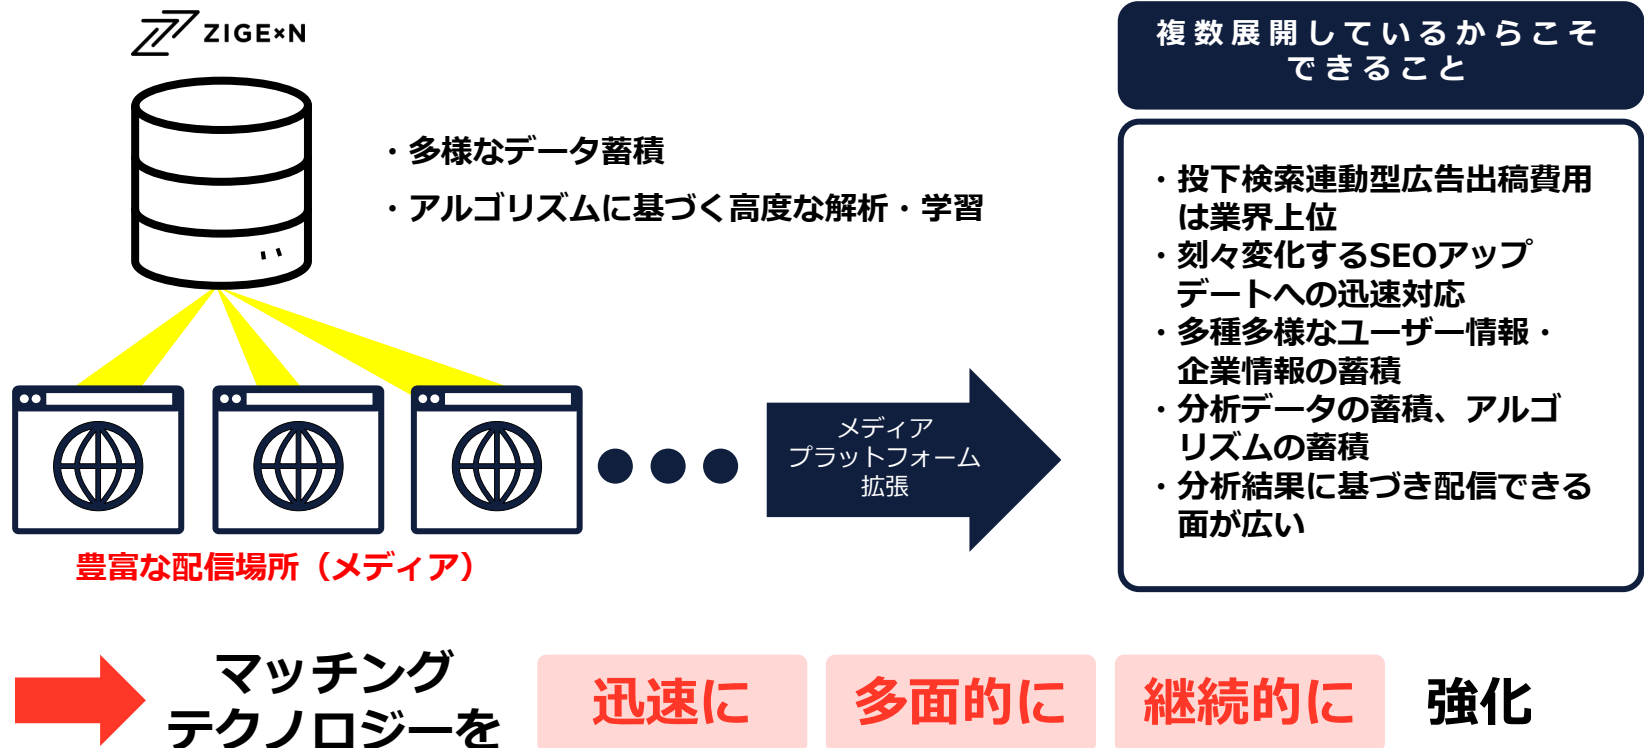 ZIGExN
・多様なデータ蓄積
・アルゴリズムに基づく高度な解析・学習
豊富な配信場所（メディア）
メディア
プラットフォーム
拡張
複数展開しているからこそ
できること
・投下検索連動型広告出稿費用
は業界上位
・刻々変化するSEOアップ
デートへの迅速対応
・多種多様なユーザー情報・
企業情報の蓄積
・分析データの蓄積、アルゴ
リズムの蓄積
・分析結果に基づき配信できる
面が広い
マッチング
テクノロジーを
迅速に 多面的に 継続的に 強化